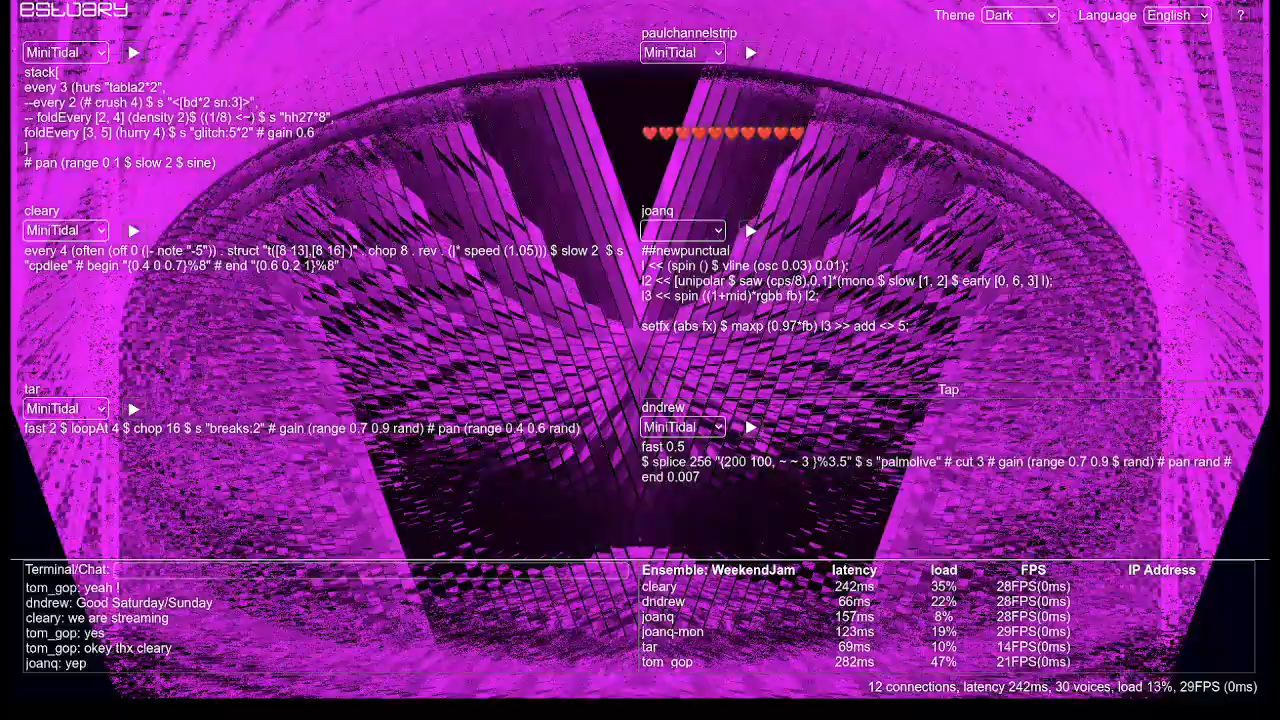 estuary
Theme Dark Language English ?
MiniTidal
stack[
every 3 (hurs "tabla2*2",
--every 2 (# crush 4) $ s "<[bd*2 sn:3]>",
-- foldEvery [2, 4] (density 2)$ ((1/8) <~) $ s "hh27*8",
foldEvery [3, 5] (hurry 4) $ s "glitch:5*2" # gain 0.6
]
# pan (range 0 1 $ slow 2 $ sine)
paulchannelstrip
MiniTidal
❤️❤️❤️❤️❤️❤️❤️❤️❤️❤️
cleary
MiniTidal
every 4 (often (off 0 (|- note "-5")) . struct "t([8 13],[8 16] )" . chop 8 . rev . (|* speed (1.05))) $ slow 2 $ s
"cpdlee" # begin "{0.4 0 0.7}%8" # end "{0.6 0.2 1}%8"
joanq
##newpunctual
l << (spin () $ vline (osc 0.03) 0.01);
l2 << [unipolar $ saw (cps/8),0.1]*(mono $ slow [1, 2] $ early [0, 6, 3] l);
l3 << spin ((1+mid)*rgbb fb) l2;
setfx (abs fx) $ maxp (0.97*fb) l3 >> add <> 5;
tar
MiniTidal
fast 2 $ loopAt 4 $ chop 16 $ s "breaks:2" # gain (range 0.7 0.9 rand) # pan (range 0.4 0.6 rand)
Tap
dndrew
MiniTidal
fast 0.5
$ splice 256 "{200 100, ~ ~ 3 }%3.5" $ s "palmolive" # cut 3 # gain (range 0.7 0.9 $ rand) # pan rand #
end 0.007
Terminal/Chat:
tom_gop: yeah !
dndrew: Good Saturday/Sunday
cleary: we are streaming
tom_gop: yes
tom_gop: okey thx cleary
joanq: yep
Ensemble: WeekendJam latency load FPS IP Address
cleary 242ms 35% 28FPS(0ms)
dndrew 66ms 22% 28FPS(0ms)
joanq 157ms 8% 28FPS(0ms)
joanq-mon 123ms 19% 29FPS(0ms)
tar 69ms 10% 14FPS(0ms)
tom_gop 282ms 47% 21FPS(0ms)
12 connections, latency 242ms, 30 voices, load 13%, 29FPS (0ms)